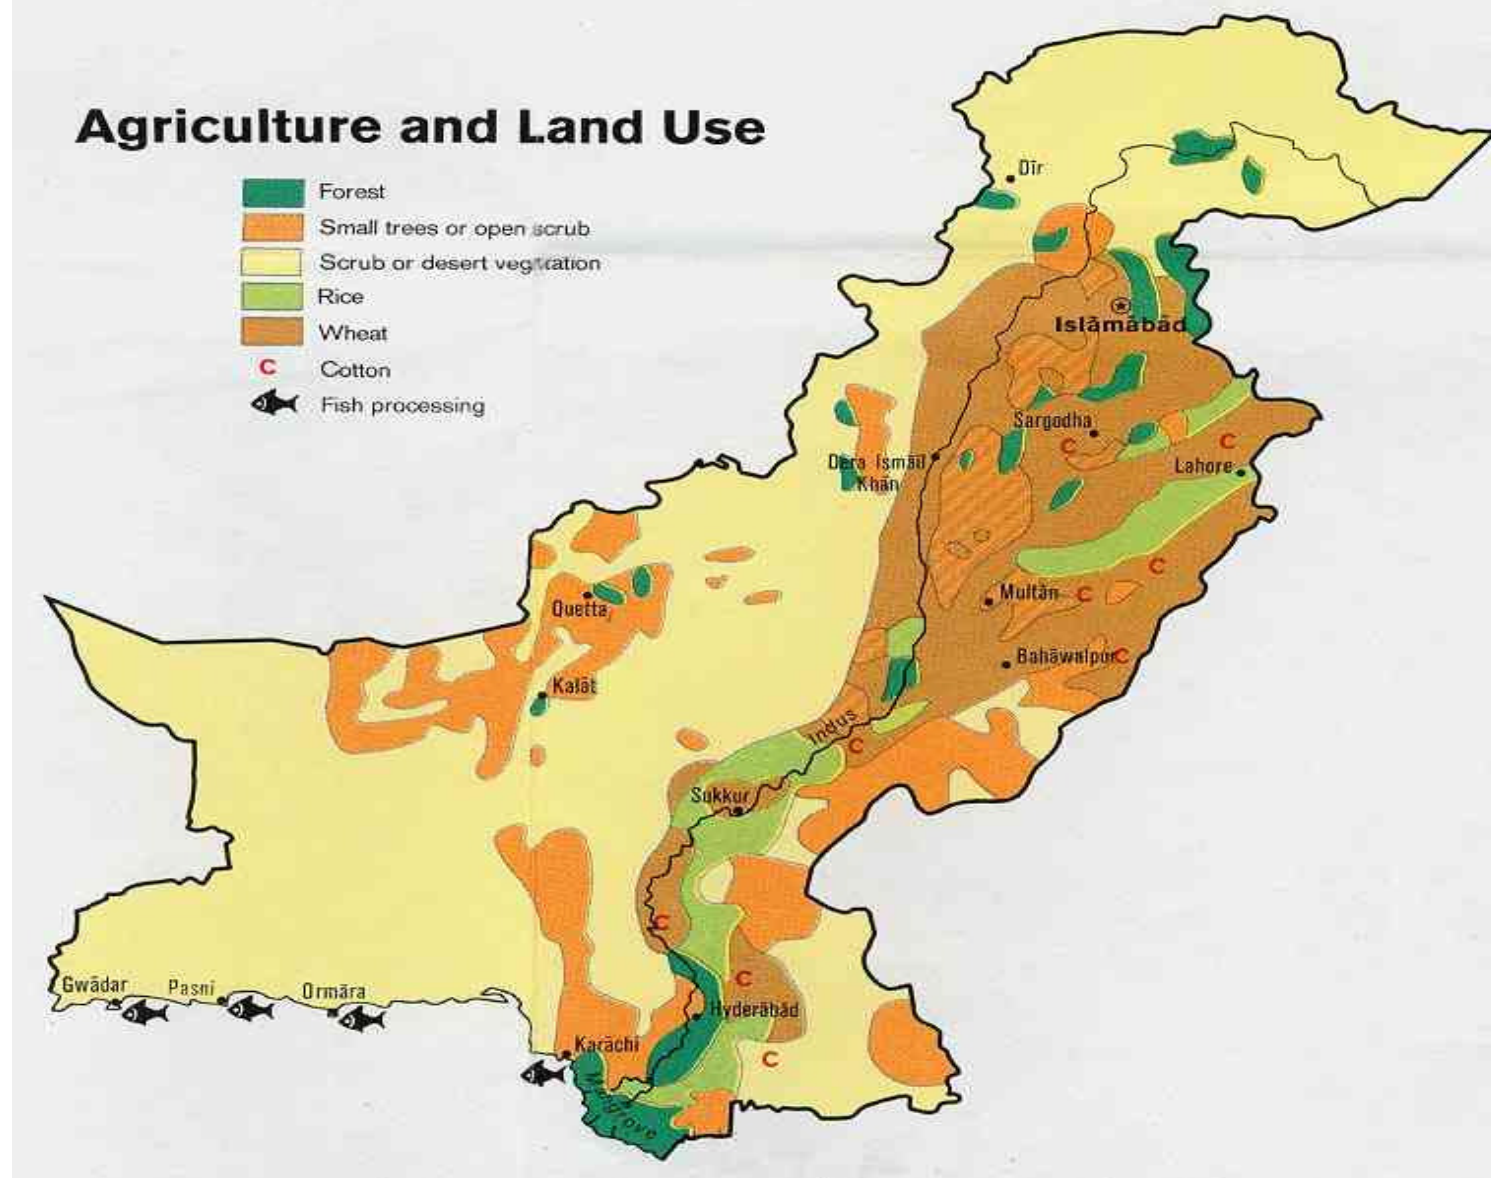 Agriculture and Land Use
Forest
Small trees or open scrub
Scrub or desert vegetation
Rice
Wheat
C Cotton
Fish processing
Dīr
Islāmābād
Sargodha
C
C
Lahore
Dera Ismāīl
Khān
C
Multān
C
Quetta
Bahāwalpur
C
Kalāt
Indus
C
Sukkur
C
C
Gwādar
Pasni
Ormāra
Hyderābād
Karāchi
C
Mangrove